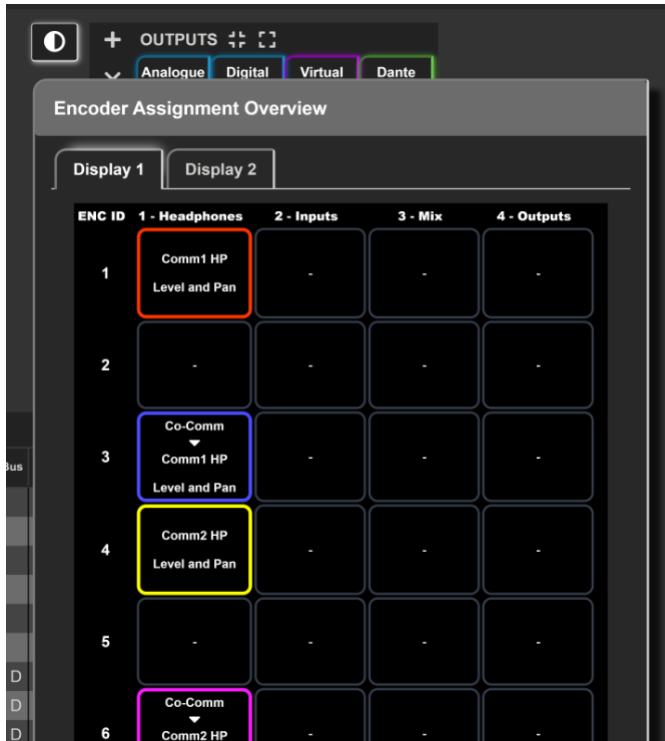 OUTPUTS
Analogue Digital Virtual Dante
Encoder Assignment Overview
Display 1 Display 2
ENC ID 1 - Headphones 2 - Inputs 3 - Mix 4 - Outputs
Comm1 HP
1 - - -
Level and Pan
2 - - - -
Co-Comm
3 Comm1 HP - - -
Level and Pan
Comm2 HP
4 - - -
Level and Pan
5 - - - -
Co-Comm
6 Comm2 HP - - -
Bus
D
D
D